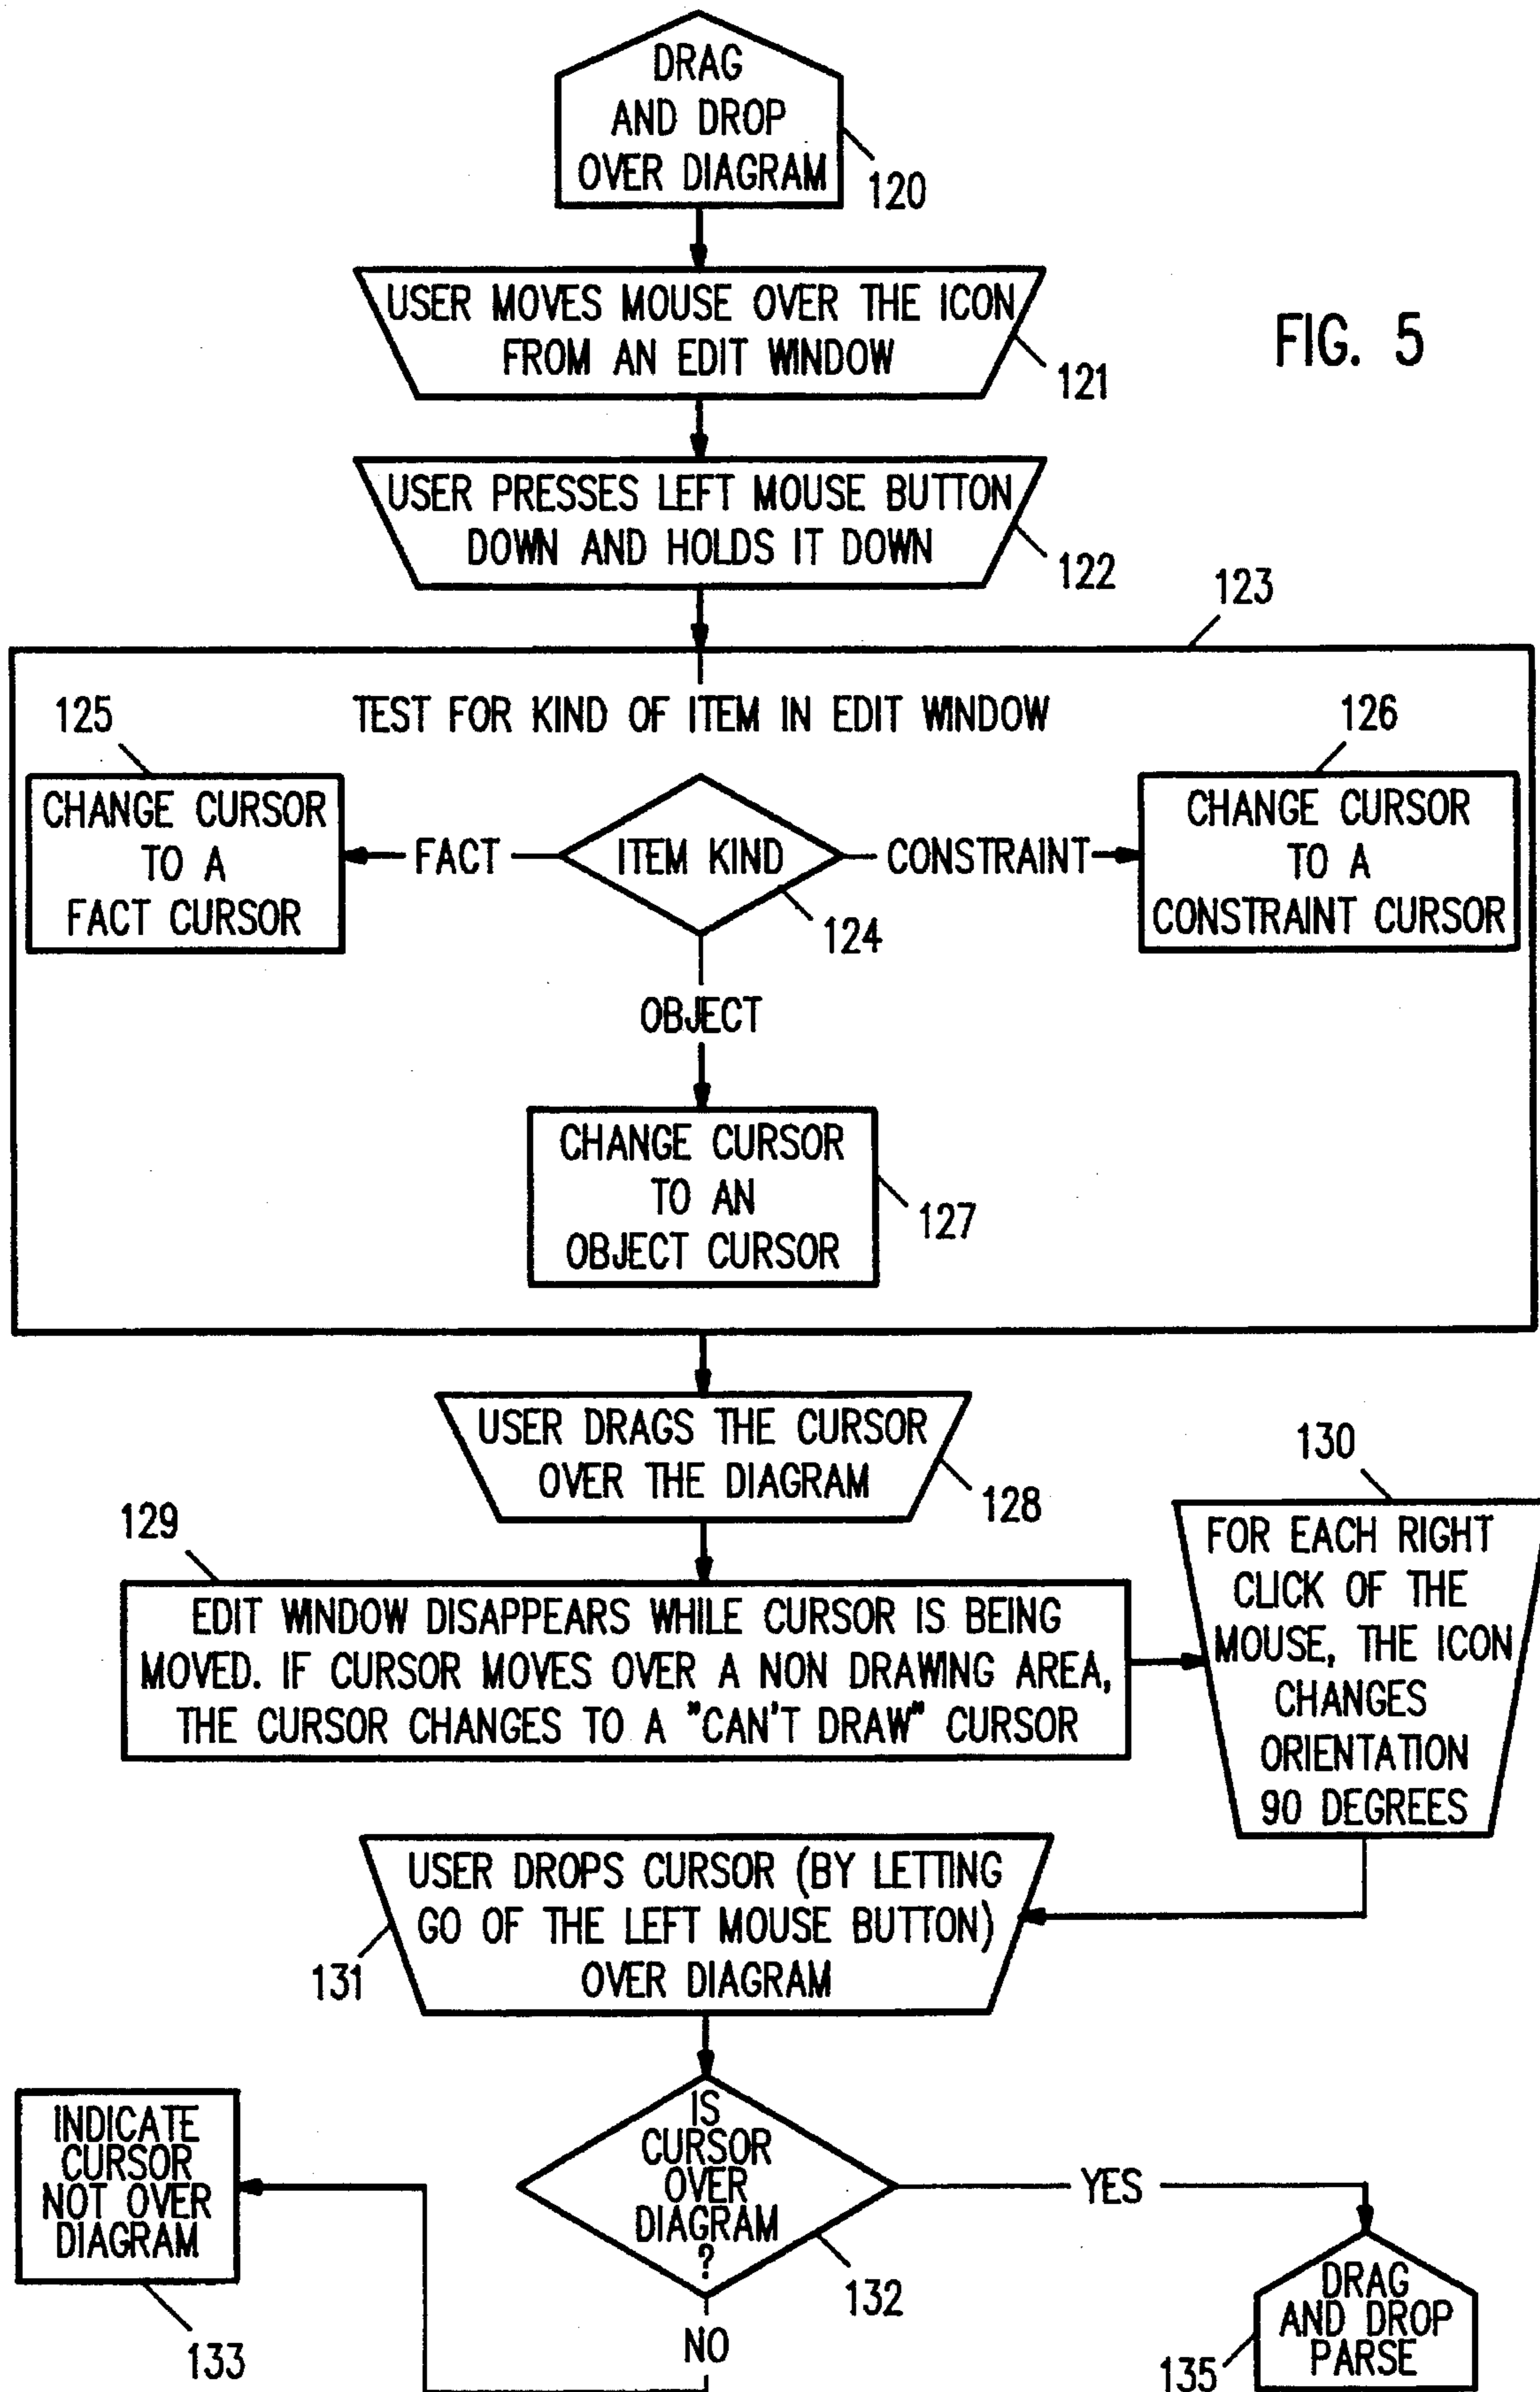 DRAG
AND DROP
OVER DIAGRAM
120
USER MOVES MOUSE OVER THE ICON
FROM AN EDIT WINDOW
121
FIG. 5
USER PRESSES LEFT MOUSE BUTTON
DOWN AND HOLDS IT DOWN
122
123
TEST FOR KIND OF ITEM IN EDIT WINDOW
125
CHANGE CURSOR
TO A
FACT CURSOR
FACT
ITEM KIND
124
CONSTRAINT
126
CHANGE CURSOR
TO A
CONSTRAINT CURSOR
OBJECT
CHANGE CURSOR
TO AN
OBJECT CURSOR
127
USER DRAGS THE CURSOR
OVER THE DIAGRAM
128
129
EDIT WINDOW DISAPPEARS WHILE CURSOR IS BEING
MOVED. IF CURSOR MOVES OVER A NON DRAWING AREA,
THE CURSOR CHANGES TO A "CAN'T DRAW" CURSOR
130
FOR EACH RIGHT
CLICK OF THE
MOUSE, THE ICON
CHANGES
ORIENTATION
90 DEGREES
USER DROPS CURSOR (BY LETTING
GO OF THE LEFT MOUSE BUTTON)
OVER DIAGRAM
131
IS
CURSOR
OVER
DIAGRAM
?
132
NO
INDICATE
CURSOR
NOT OVER
DIAGRAM
133
YES
DRAG
AND DROP
PARSE
135